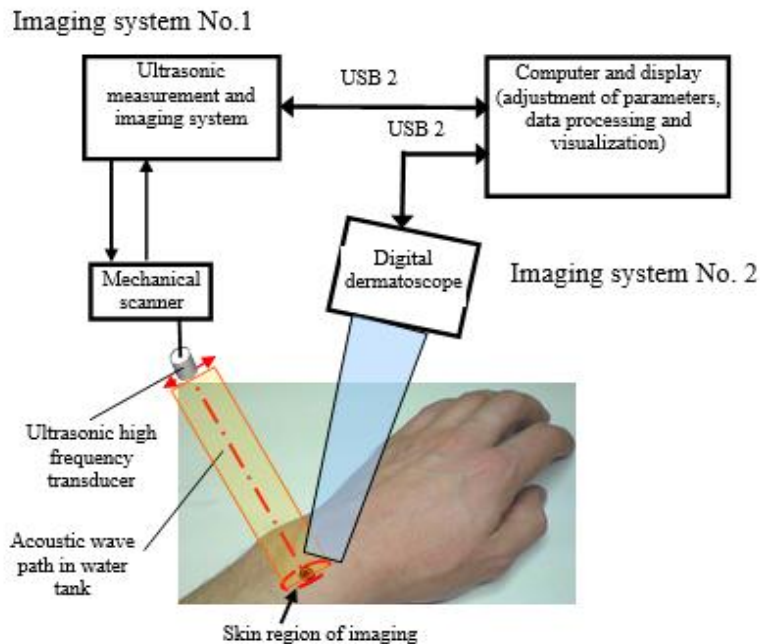 Imaging system No.1
Ultrasonic
measurement and
imaging system
USB 2
USB 2
Computer and display
(adjustment of parameters,
data processing and
visualization)
Mechanical
scanner
Digital
dermatoscope
Imaging system No. 2
Ultrasonic high
frequency
transducer
Acoustic wave
path in water
tank
Skin region of imaging